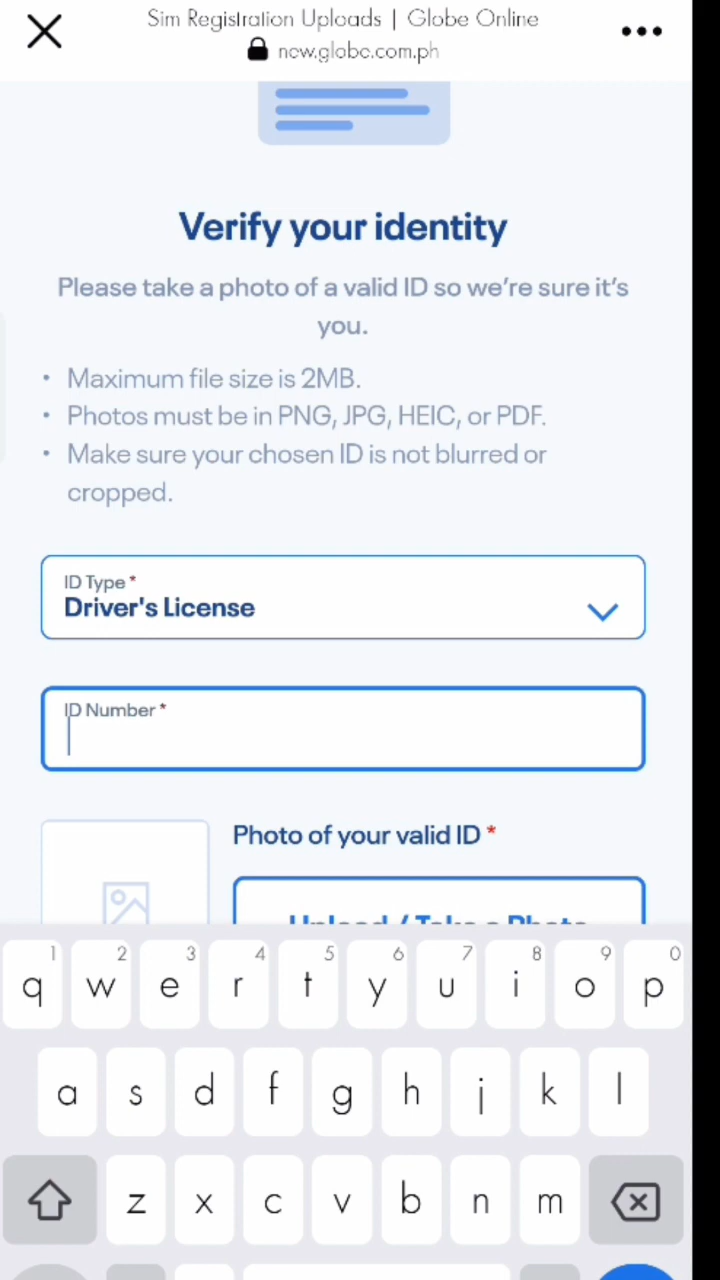 Sim Registration Uploads | Globe Online
new.globe.com.ph
Verify your identity
Please take a photo of a valid ID so we're sure it's
you.
• Maximum file size is 2MB.
• Photos must be in PNG, JPG, HEIC, or PDF.
• Make sure your chosen ID is not blurred or
cropped.
ID Type *
Driver's License
ID Number *
Photo of your valid ID *
Upload / Take a Photo
1 2 3 4 5 6 7 8 9 0
q w e r t y u i o p
a s d f g h j k l
z x c v b n m